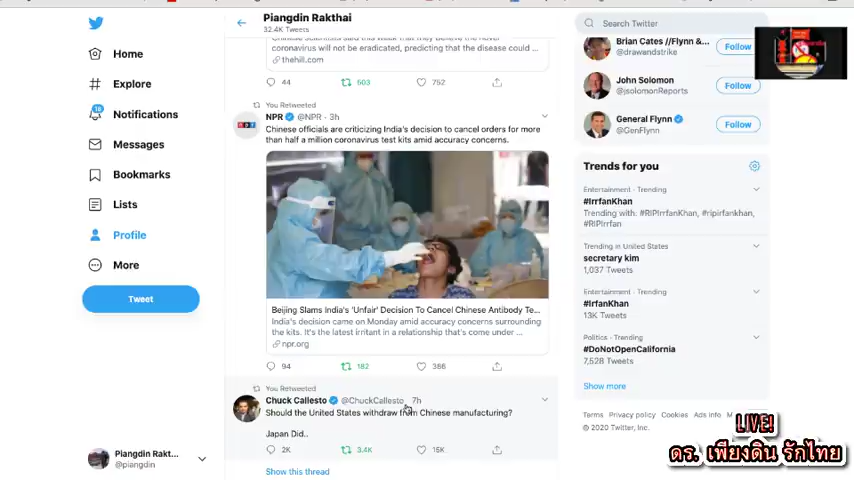 Piangdin Rakthai
32.4K Tweets
Home
Explore
Notifications
Messages
Bookmarks
Lists
Profile
More
Tweet
Piangdin Rakt...
@piangdin
coronavirus will not be eradicated, predicting that the disease could ...
thehill.com
44 503 752
You Retweeted
NPR @NPR · 3h
Chinese officials are criticizing India's decision to cancel orders for more
than half a million coronavirus test kits amid accuracy concerns.
Beijing Slams India's 'Unfair' Decision To Cancel Chinese Antibody Te...
India's decision came on Monday amid accuracy concerns surrounding
the kits. It's the latest irritant in a relationship that's come under ...
npr.org
94 182 386
You Retweeted
Chuck Callesto @ChuckCallesto · 7h
Should the United States withdraw from Chinese manufacturing?
Japan Did..
2K 3.4K 15K
Show this thread
Search Twitter
Brian Cates //Flynn &...
@drawandstrike
Follow
John Solomon
@jsolomonReports
Follow
General Flynn
@GenFlynn
Follow
Trends for you
Entertainment · Trending
#IrrfanKhan
Trending with: #RIPIrrfanKhan, #ripirfankhan,
#RIPIrrfan
Trending in United States
secretary kim
1,037 Tweets
Entertainment · Trending
#IrfanKhan
13K Tweets
Politics · Trending
#DoNotOpenCalifornia
7,528 Tweets
Show more
Terms Privacy policy Cookies Ads info
© 2020 Twitter, Inc.
LIVE!
ดร. เพียงดิน รักไทย